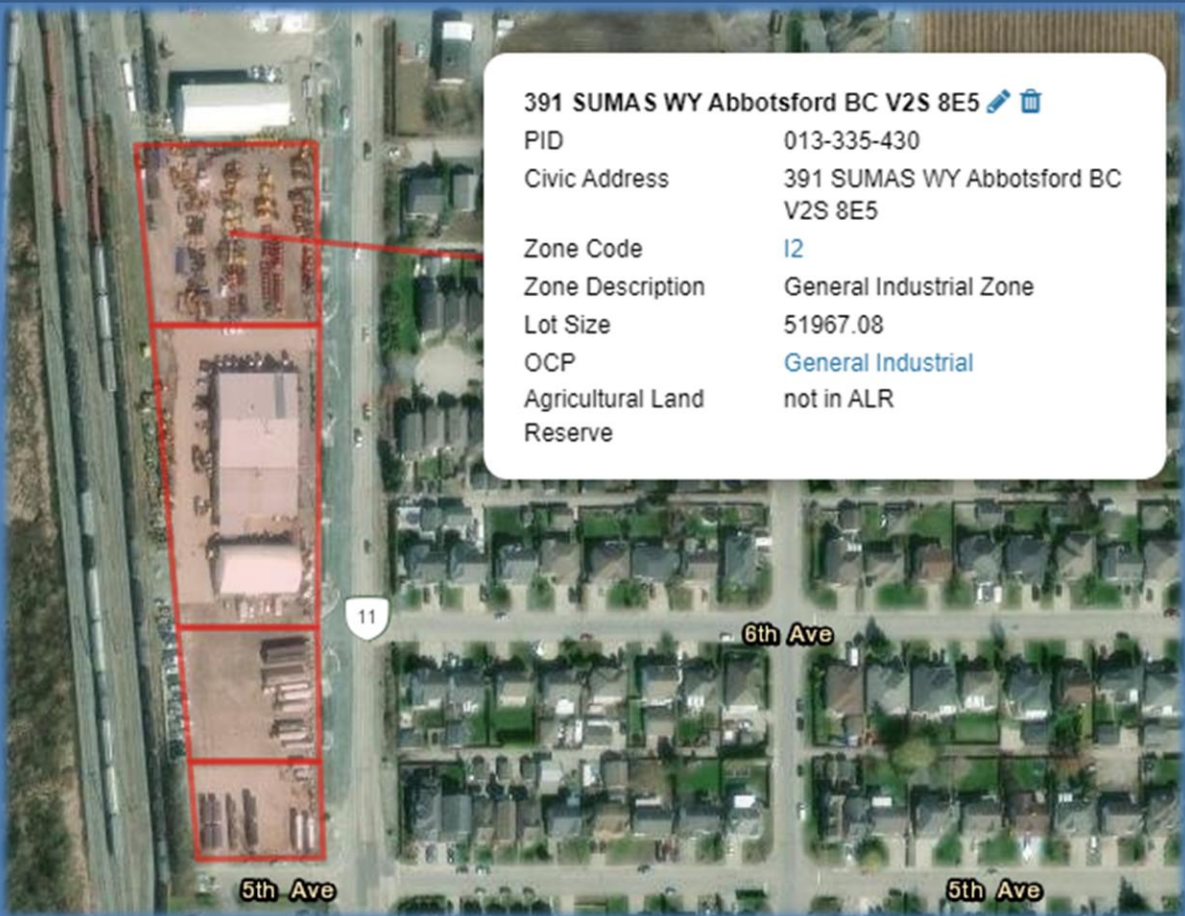 391 SUMAS WY Abbotsford BC V2S 8E5
PID 013-335-430
Civic Address 391 SUMAS WY Abbotsford BC
V2S 8E5
Zone Code I2
Zone Description General Industrial Zone
Lot Size 51967.08
OCP General Industrial
Agricultural Land not in ALR
Reserve
11
6th Ave
5th Ave
5th Ave